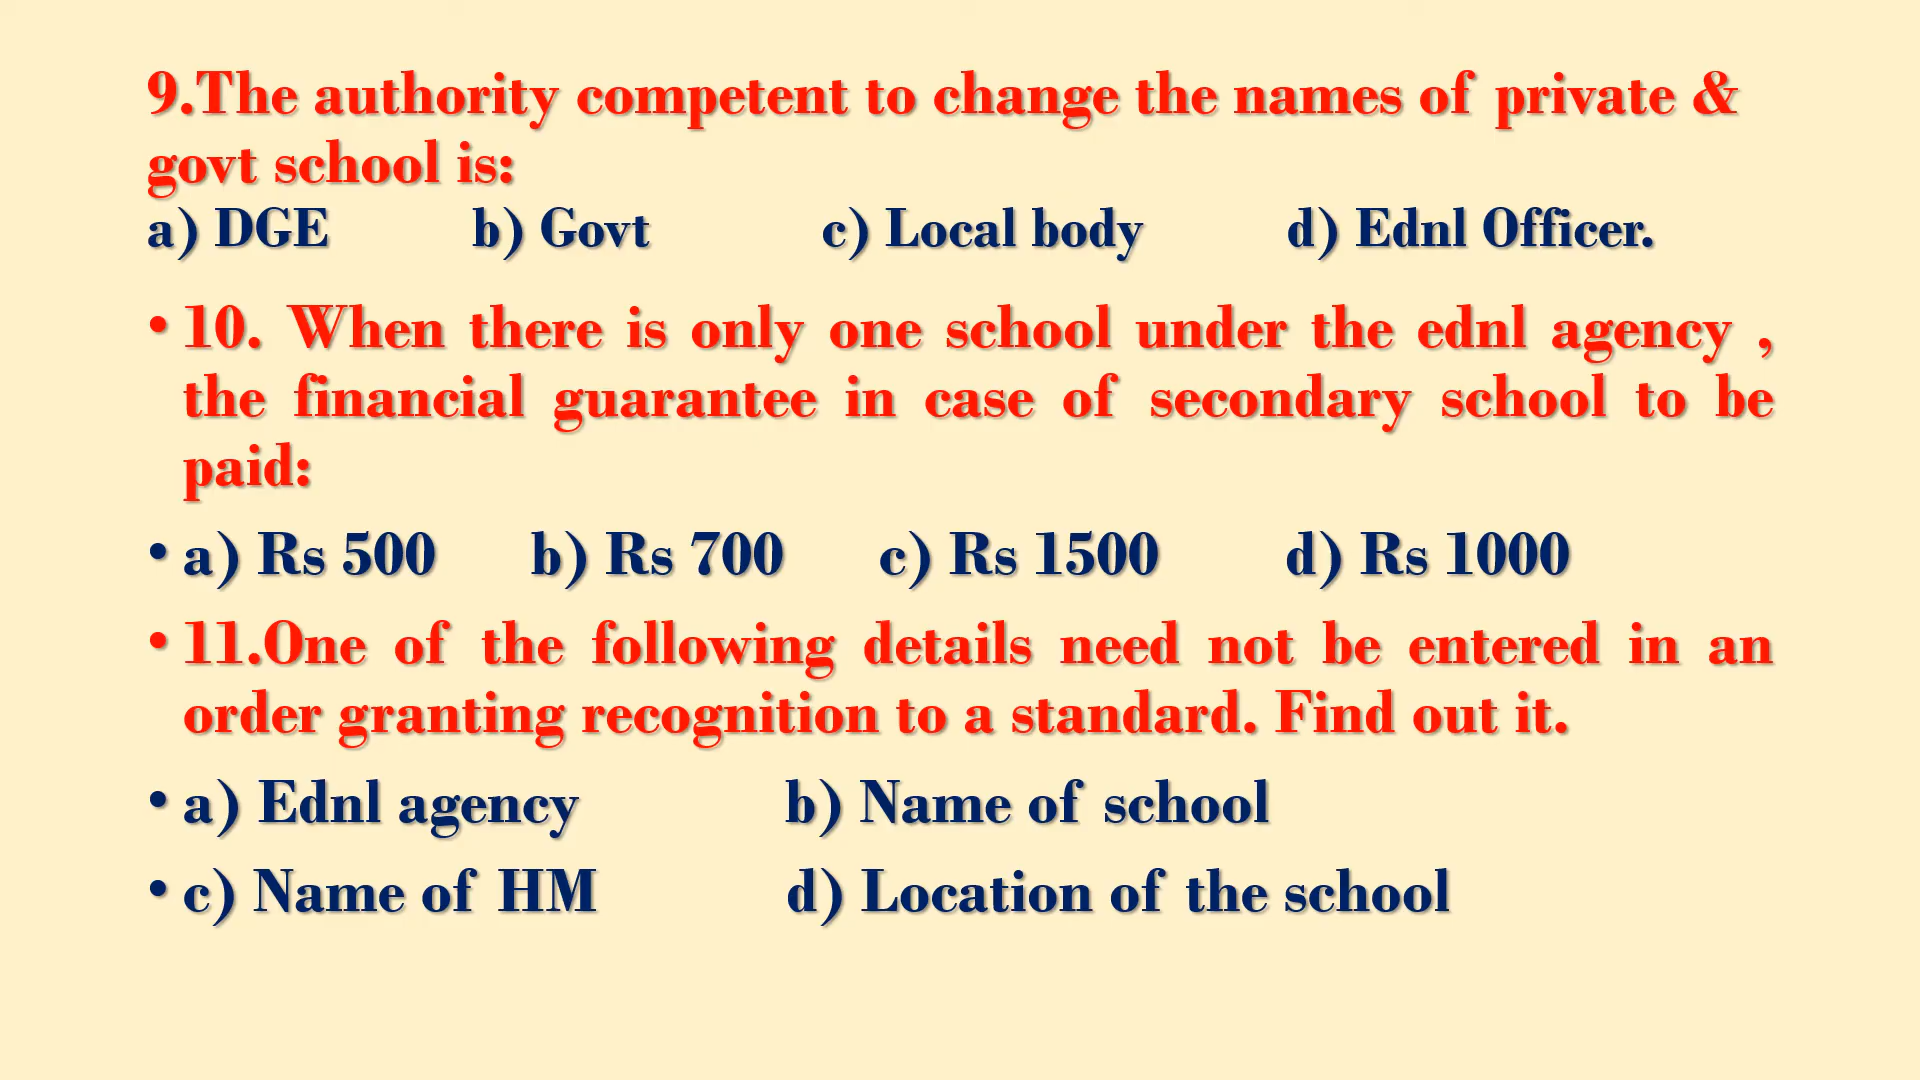 9.The authority competent to change the names of private &
govt school is:
a) DGE b) Govt c) Local body d) Ednl Officer.
• 10. When there is only one school under the ednl agency ,
the financial guarantee in case of secondary school to be
paid:
• a) Rs 500 b) Rs 700 c) Rs 1500 d) Rs 1000
• 11.One of the following details need not be entered in an
order granting recognition to a standard. Find out it.
• a) Ednl agency b) Name of school
• c) Name of HM d) Location of the school